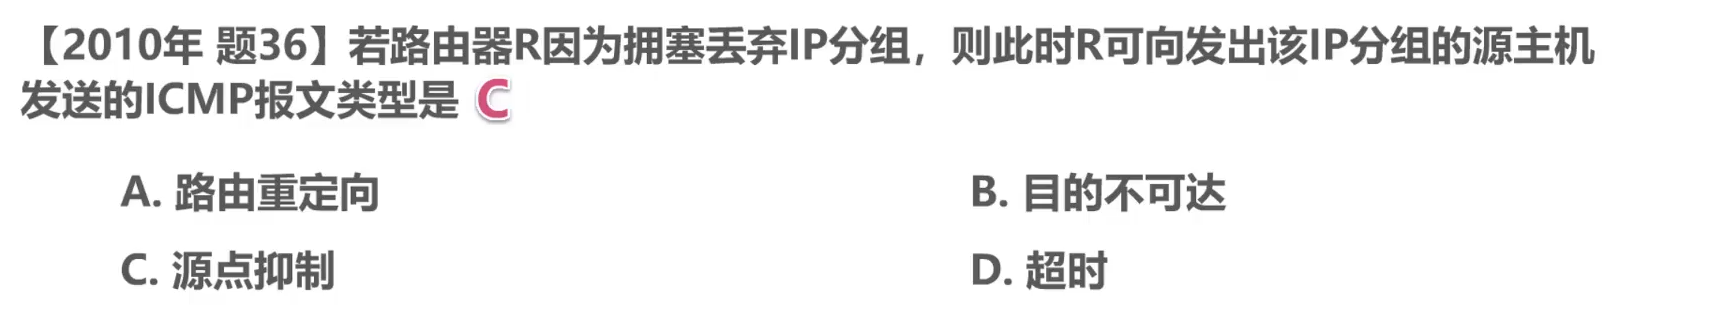 【2010年 题36】若路由器R因为拥塞丢弃IP分组，则此时R可向发出该IP分组的源主机
发送的ICMP报文类型是 C
A. 路由重定向
B. 目的不可达
C. 源点抑制
D. 超时